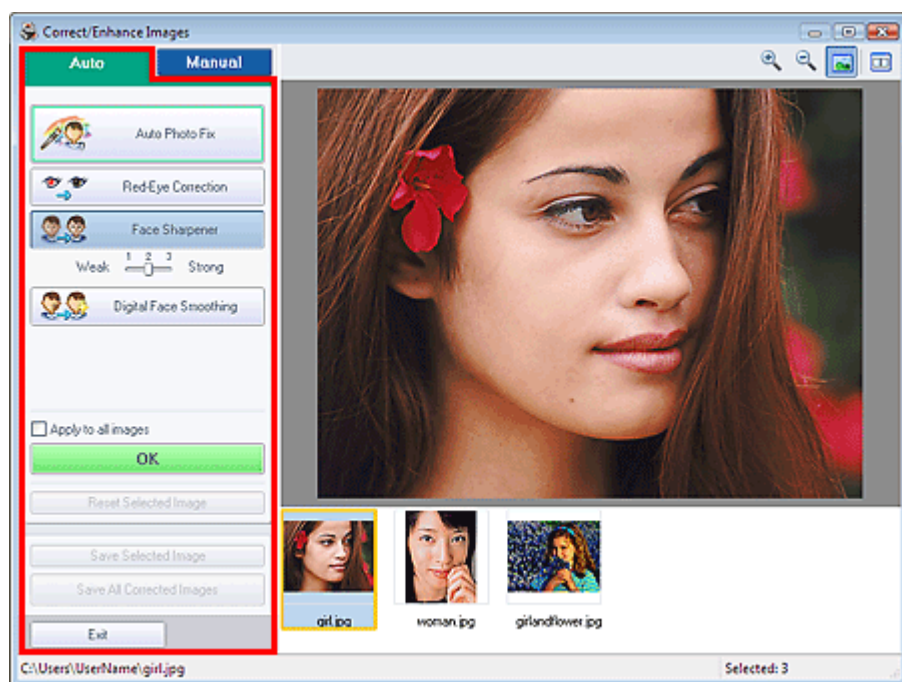 Correct/Enhance Images
Auto
Manual
Auto Photo Fix
Red-Eye Correction
Face Sharpener
1 2 3
Weak Strong
Digital Face Smoothing
Apply to all images
OK
Reset Selected Image
Save Selected Image
Save All Corrected Images
Exit
girl.jpg
woman.jpg
girlandflower.jpg
C:\Users\UserName\girl.jpg
Selected: 3